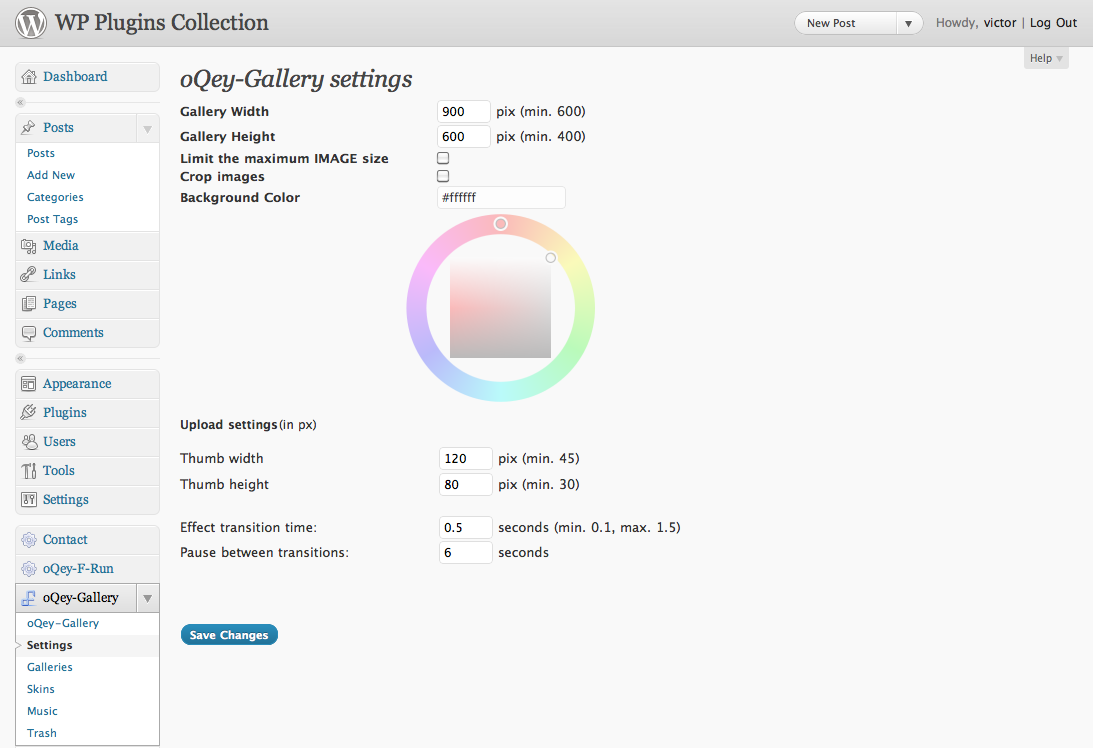 WP Plugins Collection
New Post
Howdy, victor | Log Out
Help
Dashboard
Posts
Posts
Add New
Categories
Post Tags
Media
Links
Pages
Comments
Appearance
Plugins
Users
Tools
Settings
Contact
oQey-F-Run
oQey-Gallery
oQey-Gallery
Settings
Galleries
Skins
Music
Trash
oQey-Gallery settings
Gallery Width 900 pix (min. 600)
Gallery Height 600 pix (min. 400)
Limit the maximum IMAGE size
Crop images
Background Color #ffffff
Upload settings(in px)
Thumb width 120 pix (min. 45)
Thumb height 80 pix (min. 30)
Effect transition time: 0.5 seconds (min. 0.1, max. 1.5)
Pause between transitions: 6 seconds
Save Changes